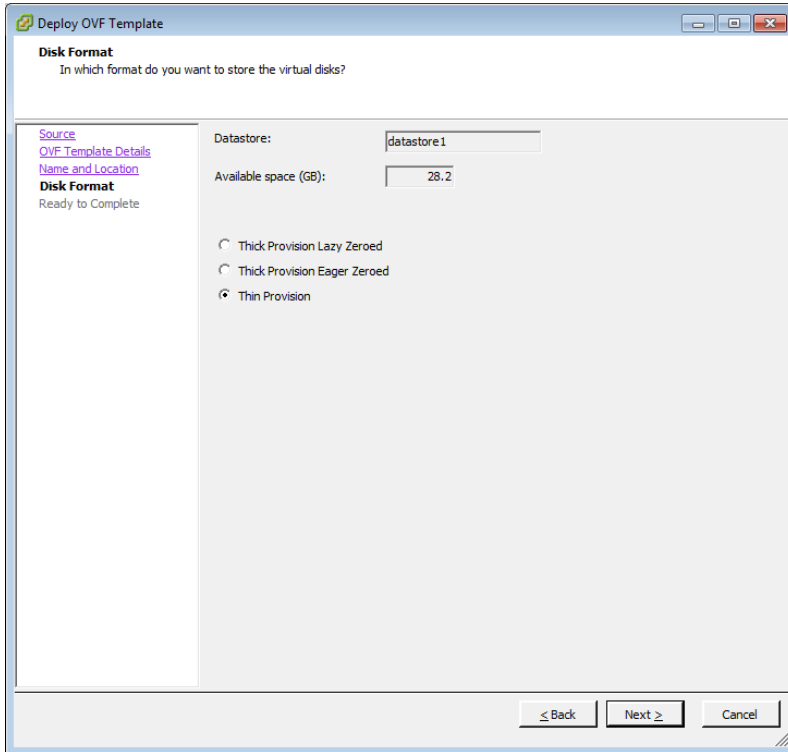 Deploy OVF Template
Disk Format
In which format do you want to store the virtual disks?
Source
OVF Template Details
Name and Location
Disk Format
Ready to Complete
Datastore: datastore1
Available space (GB): 28.2
Thick Provision Lazy Zeroed
Thick Provision Eager Zeroed
Thin Provision
< Back Next > Cancel